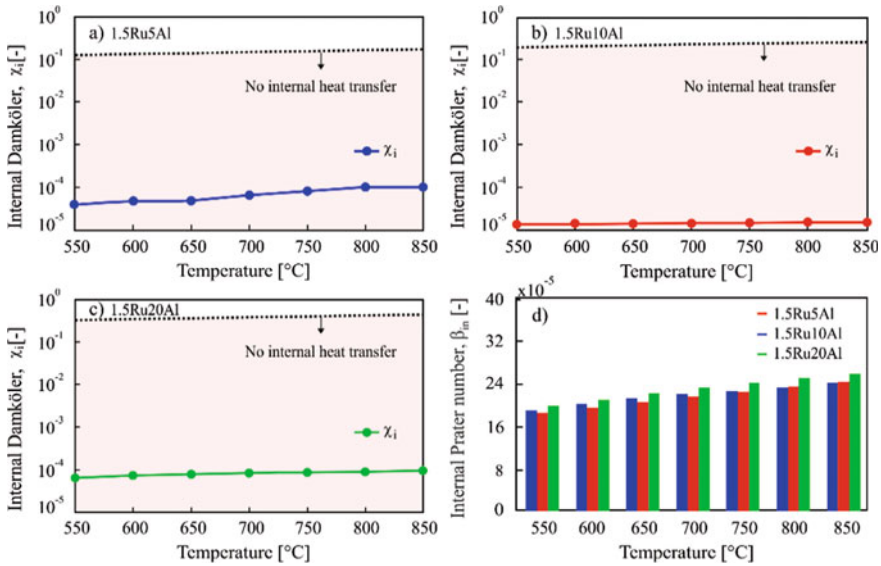 a) 1.5Ru5Al
Internal Damköler, χi[-]
10^0
10^-1
10^-2
10^-3
10^-4
10^-5
No internal heat transfer
χi
550 600 650 700 750 800 850
Temperature [°C]
b) 1.5Ru10Al
Internal Damköler, χi[-]
10^0
10^-1
10^-2
10^-3
10^-4
10^-5
No internal heat transfer
χi
550 600 650 700 750 800 850
Temperature [°C]
c) 1.5Ru20Al
Internal Damköler, χi[-]
10^0
10^-1
10^-2
10^-3
10^-4
10^-5
No internal heat transfer
χi
550 600 650 700 750 800 850
Temperature [°C]
d)
x10^-5
Internal Prater number, βin [-]
40
32
24
16
8
0
1.5Ru5Al
1.5Ru10Al
1.5Ru20Al
550 600 650 700 750 800 850
Temperature [°C]